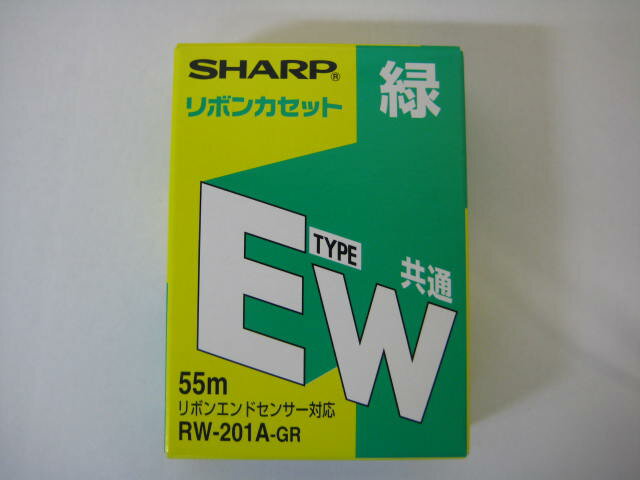 SHARP®
リボンカセット
緑
E TYPE W
共通
55m
リボンエンドセンサー対応
RW-201A-GR